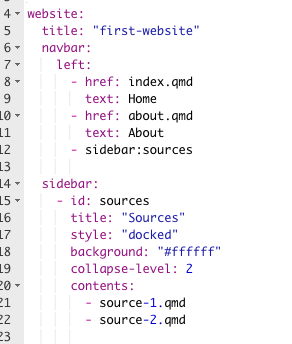 4 website:
5   title: "first-website"
6   navbar:
7     left:
8       - href: index.qmd
9         text: Home
10       - href: about.qmd
11         text: About
12       - sidebar:sources
13
14   sidebar:
15     - id: sources
16       title: "Sources"
17       style: "docked"
18       background: "#ffffff"
19       collapse-level: 2
20       contents:
21         - source-1.qmd
22         - source-2.qmd
23